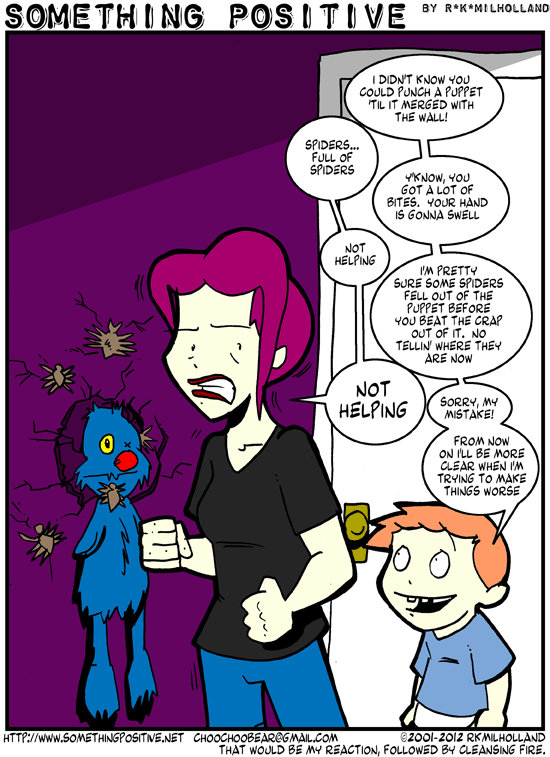 SOMETHING POSITIVE BY R*K*MILHOLLAND
I DIDN'T KNOW YOU
COULD PUNCH A PUPPET
'TIL IT MERGED WITH
THE WALL!
SPIDERS...
FULL OF
SPIDERS
Y'KNOW, YOU
GOT A LOT OF
BITES. YOUR HAND
IS GONNA SWELL
NOT
HELPING
I'M PRETTY
SURE SOME SPIDERS
FELL OUT OF THE
PUPPET BEFORE
YOU BEAT THE CRAP
OUT OF IT. NO
TELLIN' WHERE THEY
ARE NOW
NOT
HELPING
SORRY, MY
MISTAKE!
FROM NOW
ON I'LL BE MORE
CLEAR WHEN I'M
TRYING TO MAKE
THINGS WORSE
HTTP://WWW.SOMETHINGPOSITIVE.NET CHOOCHOOBEAR@GMAIL.COM ©2001-2012 RKMILHOLLAND
THAT WOULD BE MY REACTION, FOLLOWED BY CLEANSING FIRE.